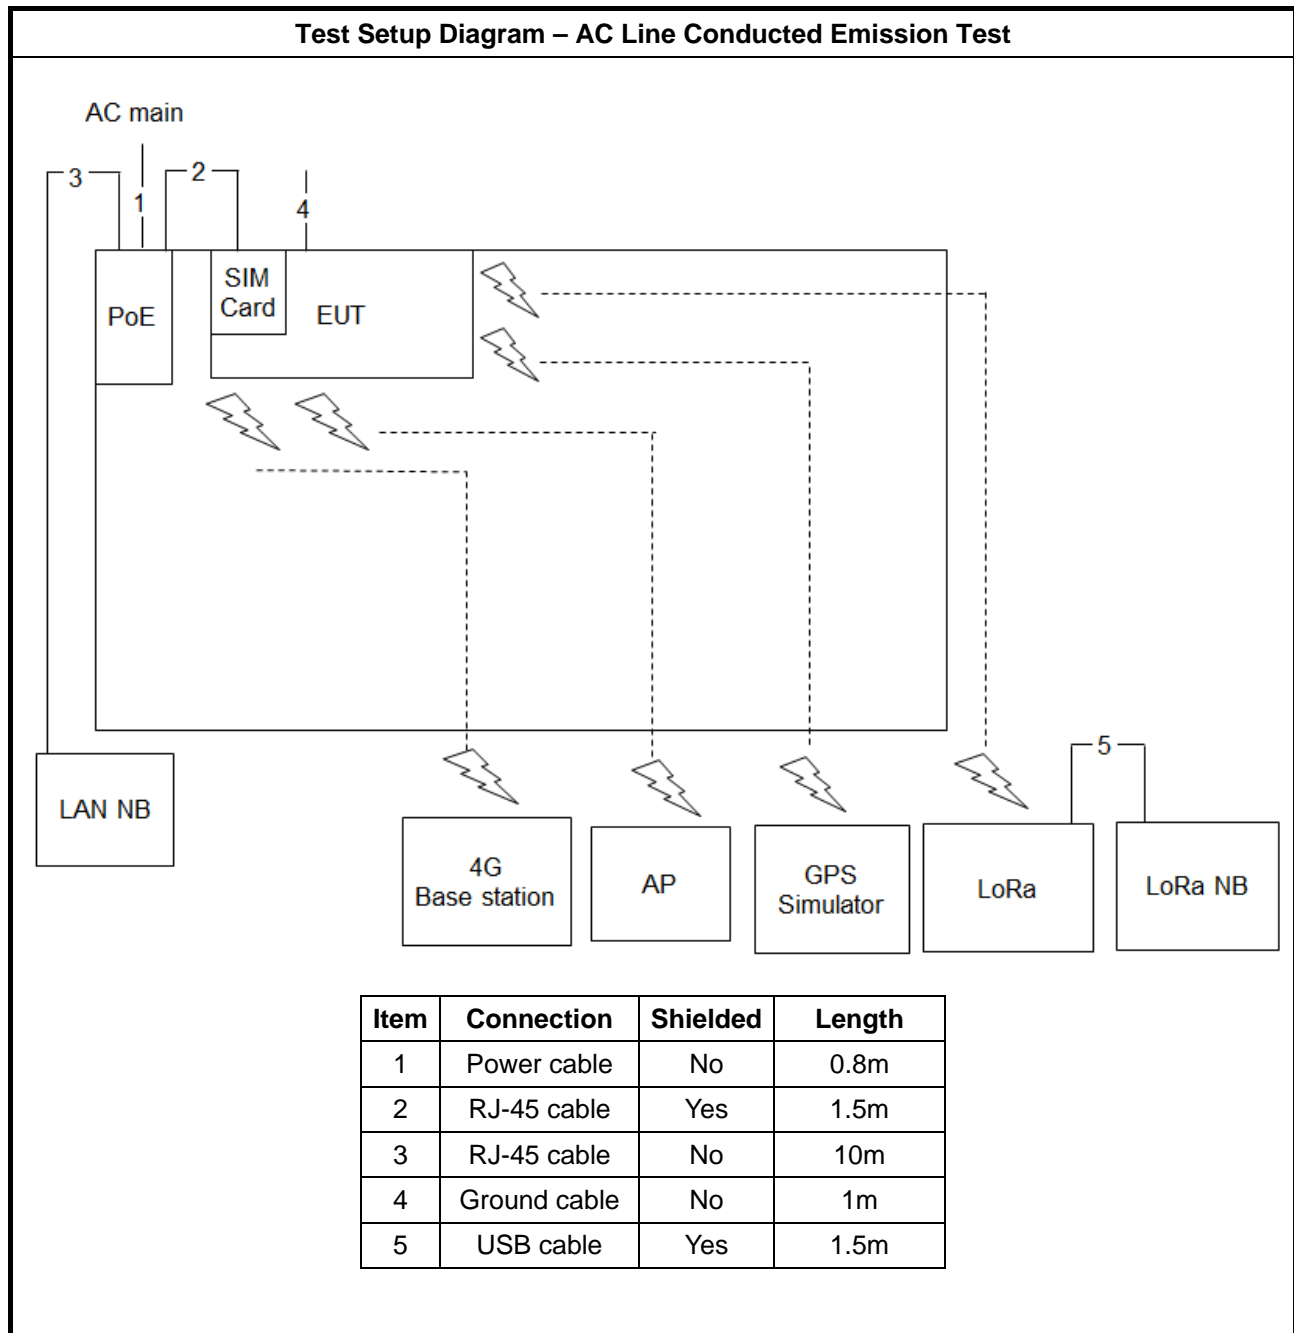 Test Setup Diagram – AC Line Conducted Emission Test
AC main
3
2
1
4
PoE
SIM
Card
EUT
5
LAN NB
4G
Base station
AP
GPS
Simulator
LoRa
LoRa NB
Item Connection Shielded Length
1 Power cable No 0.8m
2 RJ-45 cable Yes 1.5m
3 RJ-45 cable No 10m
4 Ground cable No 1m
5 USB cable Yes 1.5m